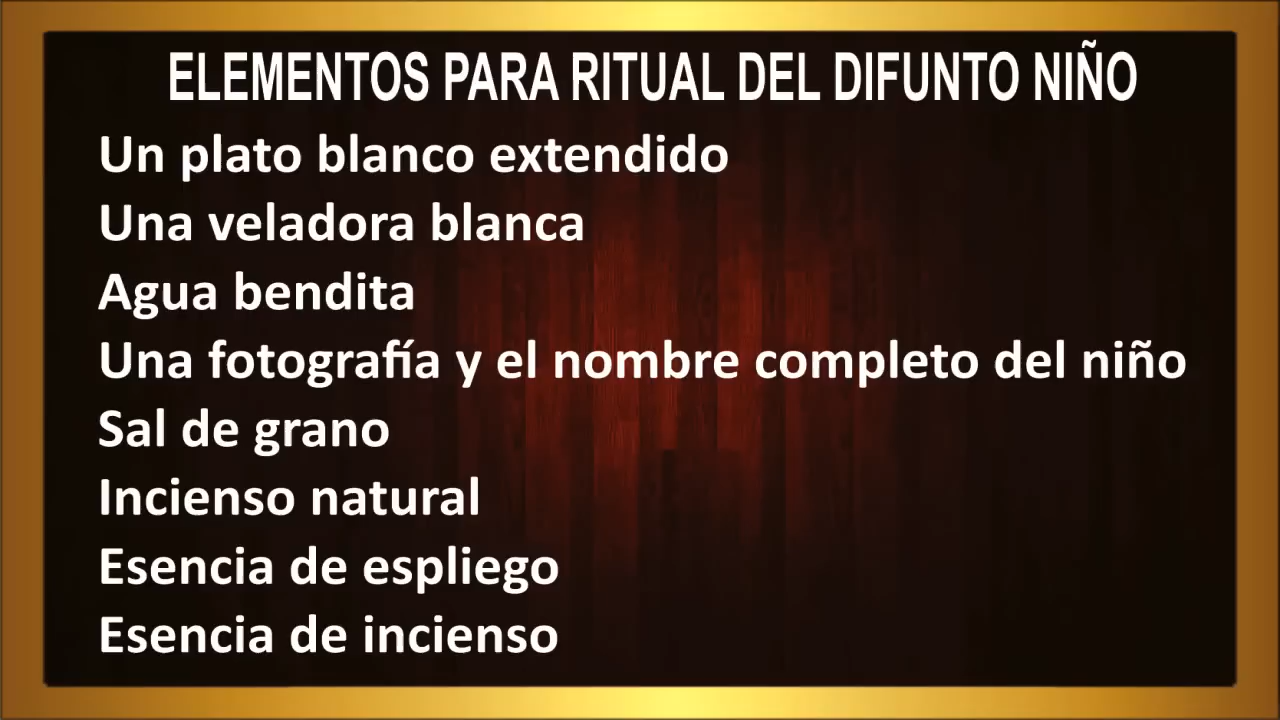 ELEMENTOS PARA RITUAL DEL DIFUNTO NIÑO
Un plato blanco extendido
Una veladora blanca
Agua bendita
Una fotografía y el nombre completo del niño
Sal de grano
Incienso natural
Esencia de espliego
Esencia de incienso